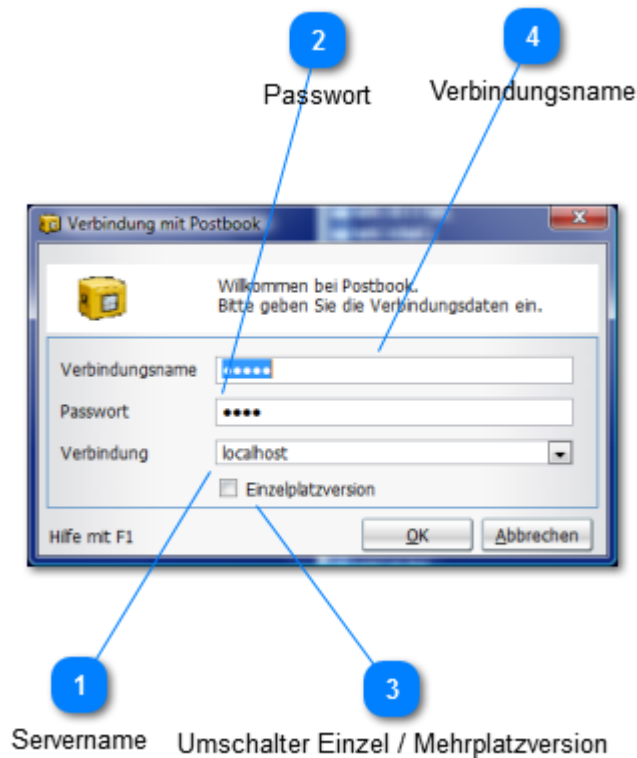 2
4
Passwort
Verbindungsname
Verbindung mit Postbook
Willkommen bei Postbook.
Bitte geben Sie die Verbindungsdaten ein.
Verbindungsname
•••••
Passwort
••••
Verbindung
localhost
Einzelplatzversion
Hilfe mit F1
OK
Abbrechen
1
3
Servername
Umschalter Einzel / Mehrplatzversion